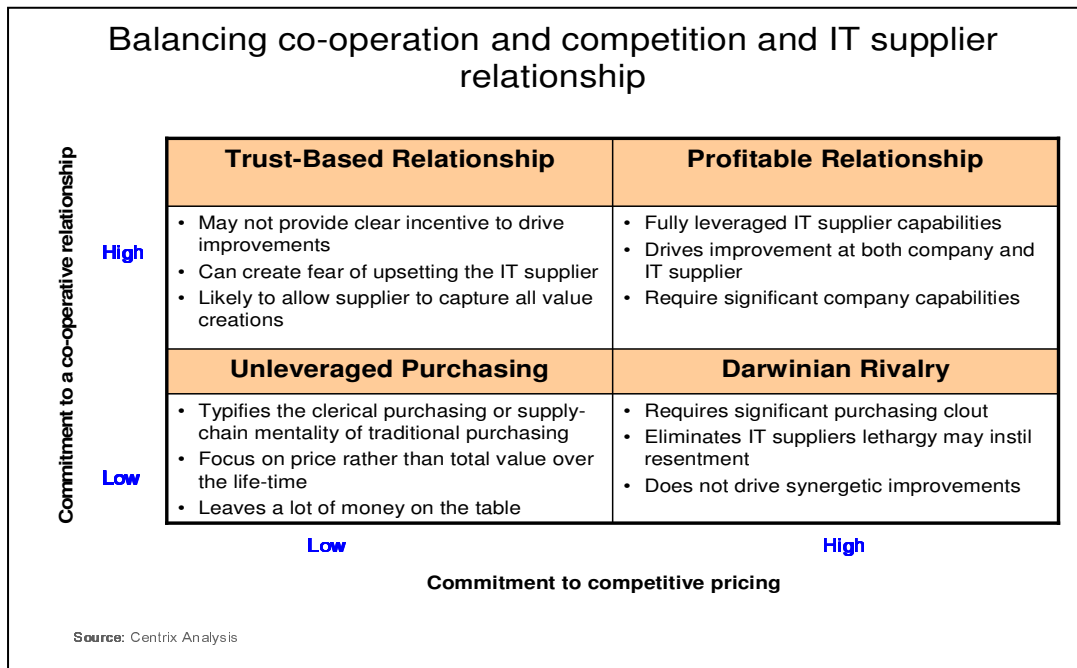 Balancing co-operation and competition and IT supplier
relationship
Commitment to a co-operative relationship
High
Low
Trust-Based Relationship
• May not provide clear incentive to drive
improvements
• Can create fear of upsetting the IT supplier
• Likely to allow supplier to capture all value
creations
Profitable Relationship
• Fully leveraged IT supplier capabilities
• Drives improvement at both company and
IT supplier
• Require significant company capabilities
Unleveraged Purchasing
• Typifies the clerical purchasing or supply-
chain mentality of traditional purchasing
• Focus on price rather than total value over
the life-time
• Leaves a lot of money on the table
Darwinian Rivalry
• Requires significant purchasing clout
• Eliminates IT suppliers lethargy may instil
resentment
• Does not drive synergetic improvements
Low
High
Commitment to competitive pricing
Source: Centrix Analysis